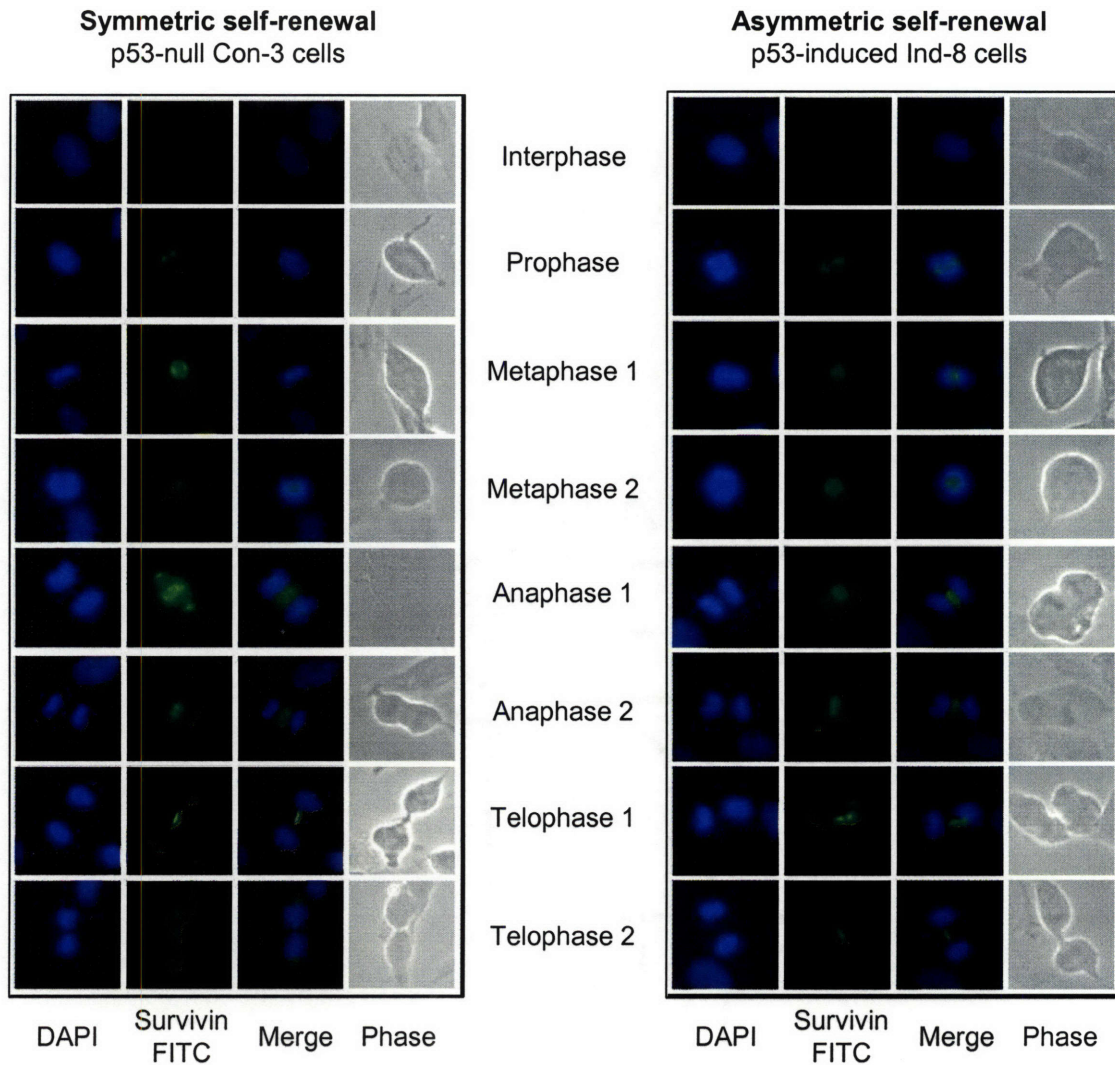 Symmetric self-renewal
p53-null Con-3 cells
Asymmetric self-renewal
p53-induced Ind-8 cells
Interphase
Prophase
Metaphase 1
Metaphase 2
Anaphase 1
Anaphase 2
Telophase 1
Telophase 2
DAPI
Survivin
FITC
Merge
Phase
DAPI
Survivin
FITC
Merge
Phase